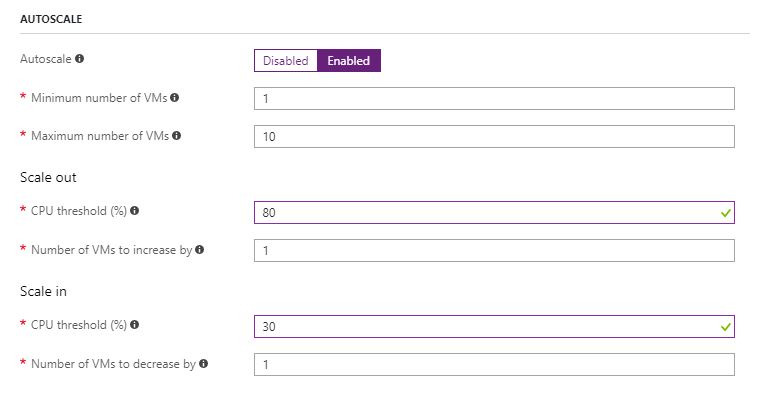 AUTOSCALE
Autoscale Disabled Enabled
* Minimum number of VMs 1
* Maximum number of VMs 10
Scale out
* CPU threshold (%) 80
* Number of VMs to increase by 1
Scale in
* CPU threshold (%) 30
* Number of VMs to decrease by 1